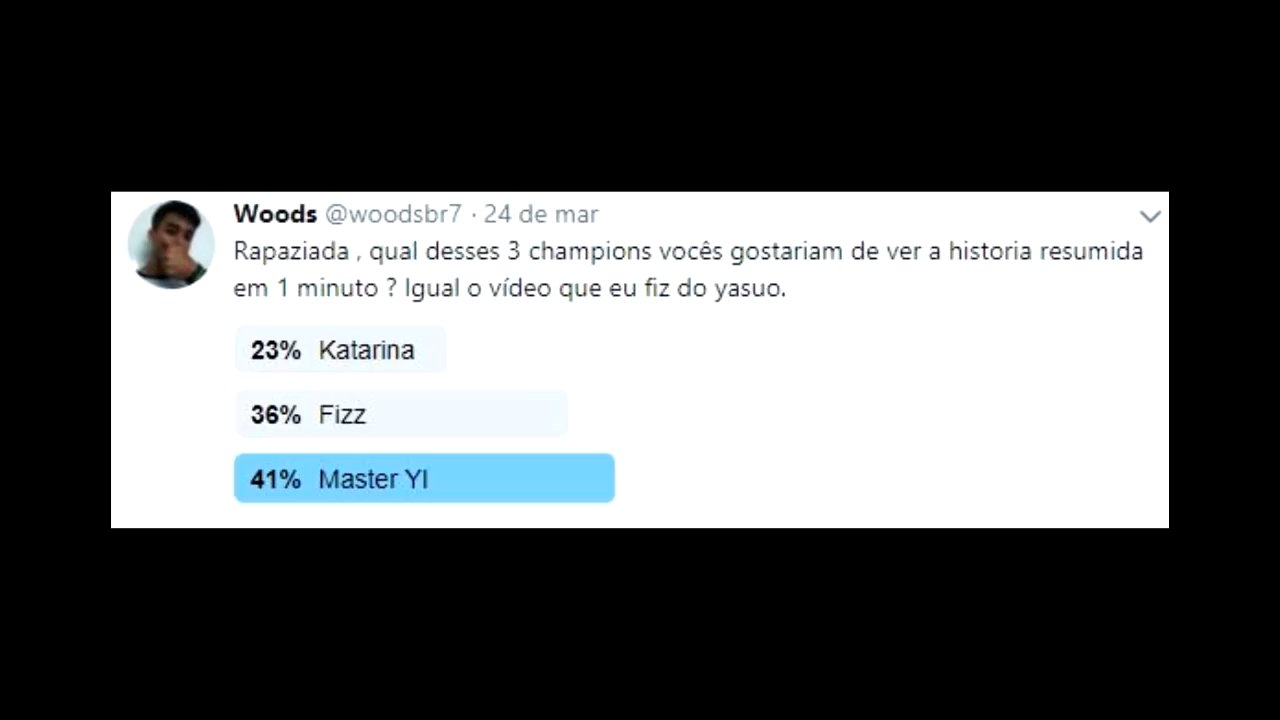 Woods @woodsbr7 · 24 de mar
Rapaziada , qual desses 3 champions vocês gostariam de ver a historia resumida
em 1 minuto ? Igual o vídeo que eu fiz do yasuo.
23% Katarina
36% Fizz
41% Master YI